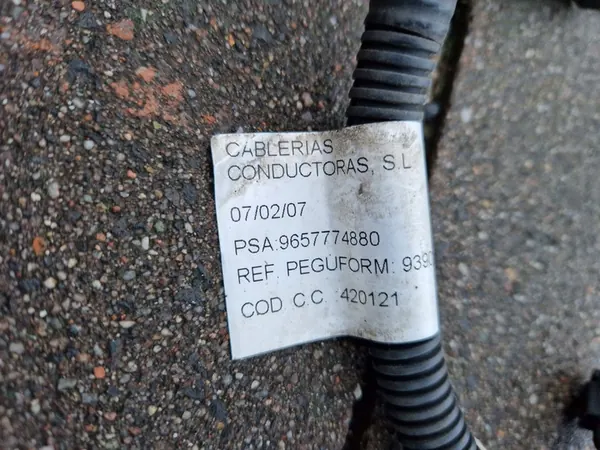 CABLERIAS
CONDUCTORAS, S.L
07/02/07
PSA:9657774880
REF. PEGUFORM: 939
COD C.C. 420121